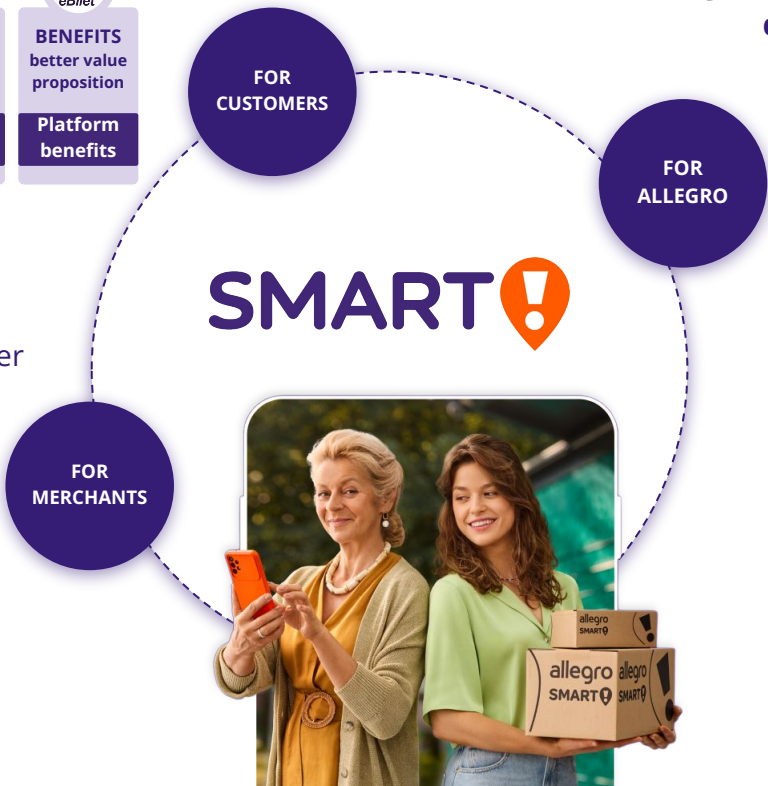 eBilet
BENEFITS
better value
proposition
Platform
benefits
FOR
CUSTOMERS
FOR
ALLEGRO
SMART!
er
FOR
MERCHANTS
allegro
SMART!
allegro
SMART!
allegro
SMART!